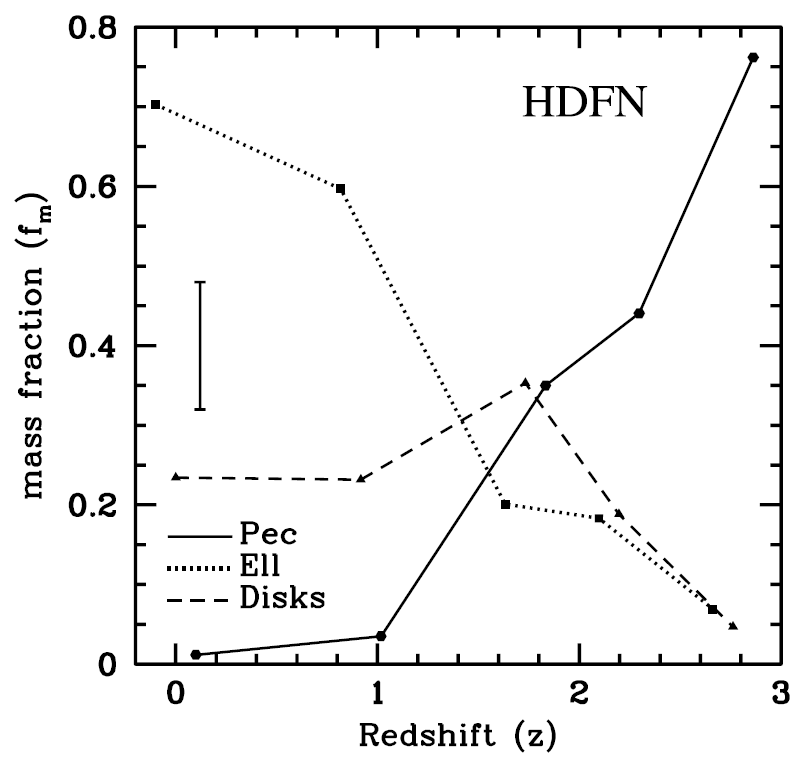 0.8
HDFN
0.6
mass fraction (fm)
0.4
0.2
Pec
Ell
Disks
0
0 1 2 3
Redshift (z)